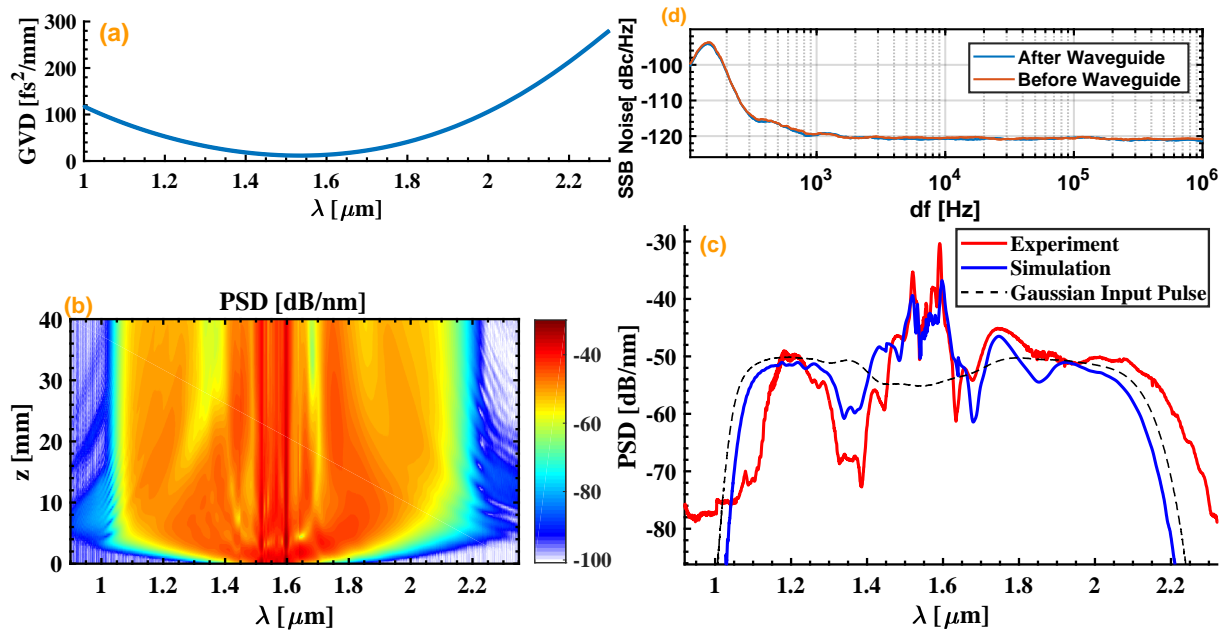 (a)
GVD [fs²/mm]
300
200
100
0
1
1.2
1.4
1.6
1.8
2
2.2
λ [μm]
(d)
SSB Noise[ dBc/Hz]
-100
-110
-120
After Waveguide
Before Waveguide
10³
10⁴
10⁵
10⁶
df [Hz]
(b)
PSD [dB/nm]
z [mm]
40
30
20
10
0
1
1.2
1.4
1.6
1.8
2
2.2
λ [μm]
-40
-60
-80
-100
(c)
PSD [dB/nm]
-30
-40
-50
-60
-70
-80
Experiment
Simulation
Gaussian Input Pulse
1
1.2
1.4
1.6
1.8
2
2.2
λ [μm]